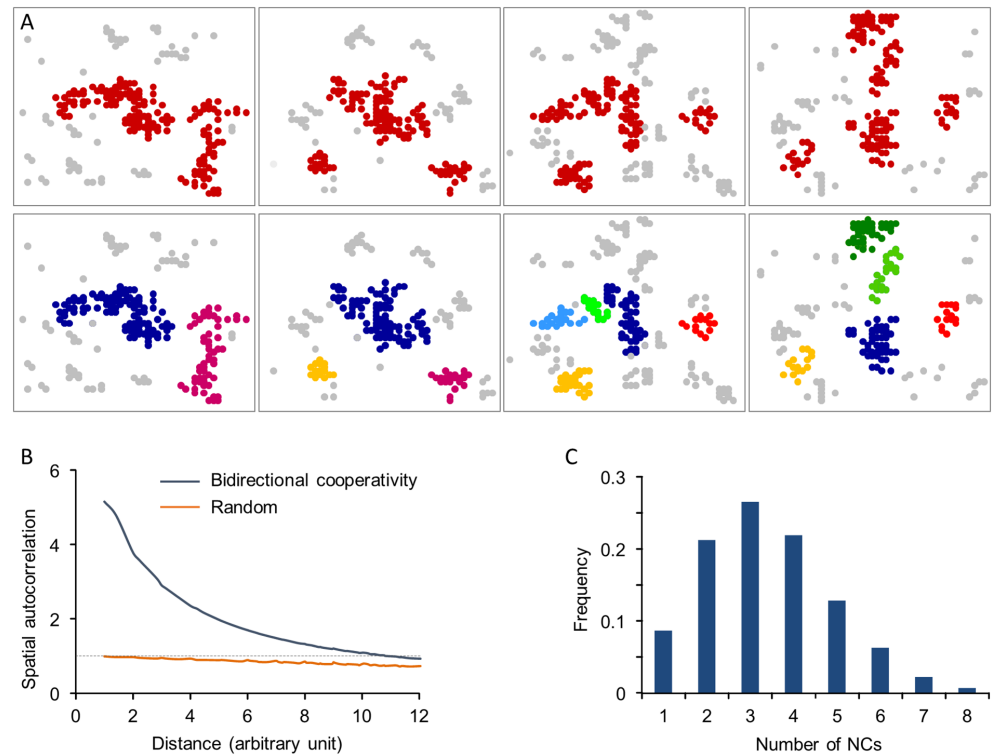 A
B
6
4
2
0
Spatial autocorrelation
Bidirectional cooperativity
Random
0 2 4 6 8 10 12
Distance (arbitrary unit)
C
0.3
0.2
0.1
0
Frequency
1 2 3 4 5 6 7 8
Number of NCs